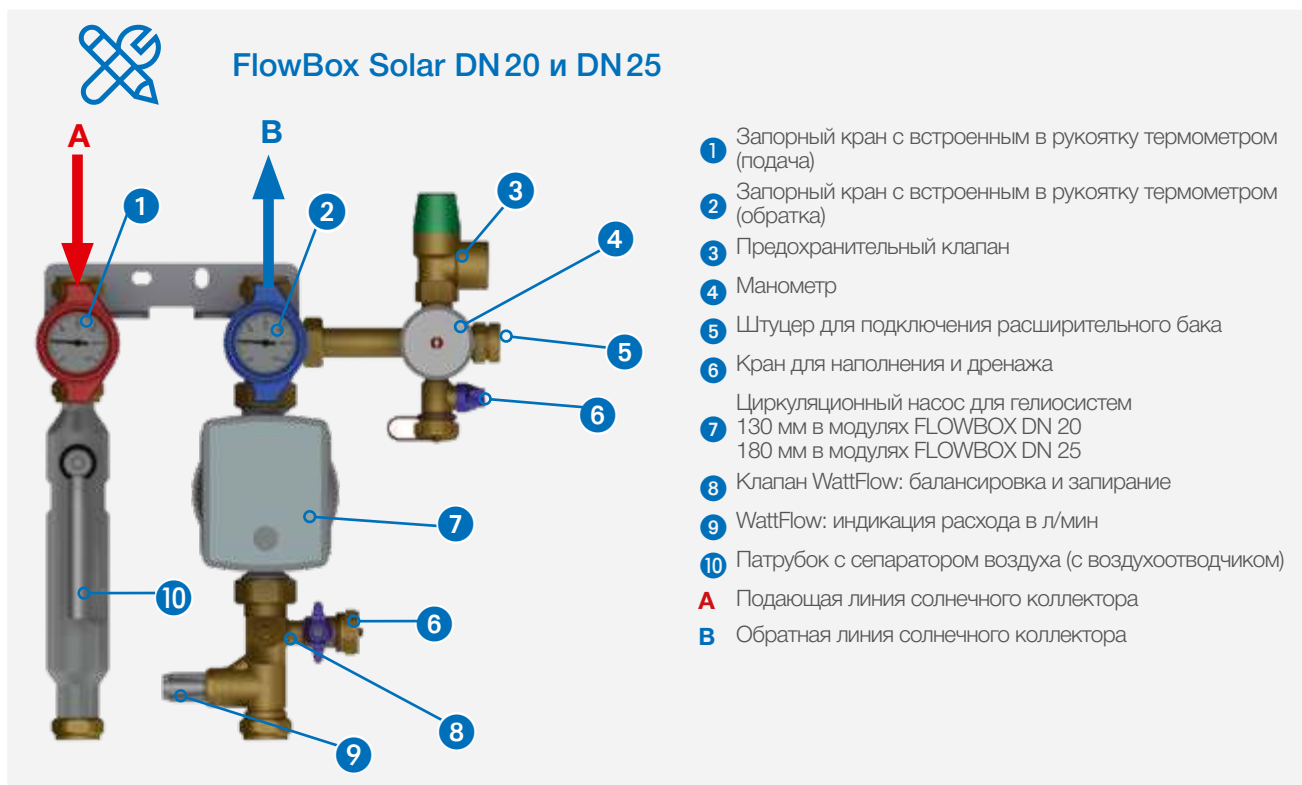 FlowBox Solar DN 20 и DN 25
A
B
1
2
3
4
5
6
7
10
6
8
9
1 Запорный кран с встроенным в рукоятку термометром
(подача)
2 Запорный кран с встроенным в рукоятку термометром
(обратка)
3 Предохранительный клапан
4 Манометр
5 Штуцер для подключения расширительного бака
6 Кран для наполнения и дренажа
7 Циркуляционный насос для гелиосистем
130 мм в модулях FLOWBOX DN 20
180 мм в модулях FLOWBOX DN 25
8 Клапан WattFlow: балансировка и запирание
9 WattFlow: индикация расхода в л/мин
10 Патрубок с сепаратором воздуха (с воздухоотводчиком)
A Подающая линия солнечного коллектора
B Обратная линия солнечного коллектора